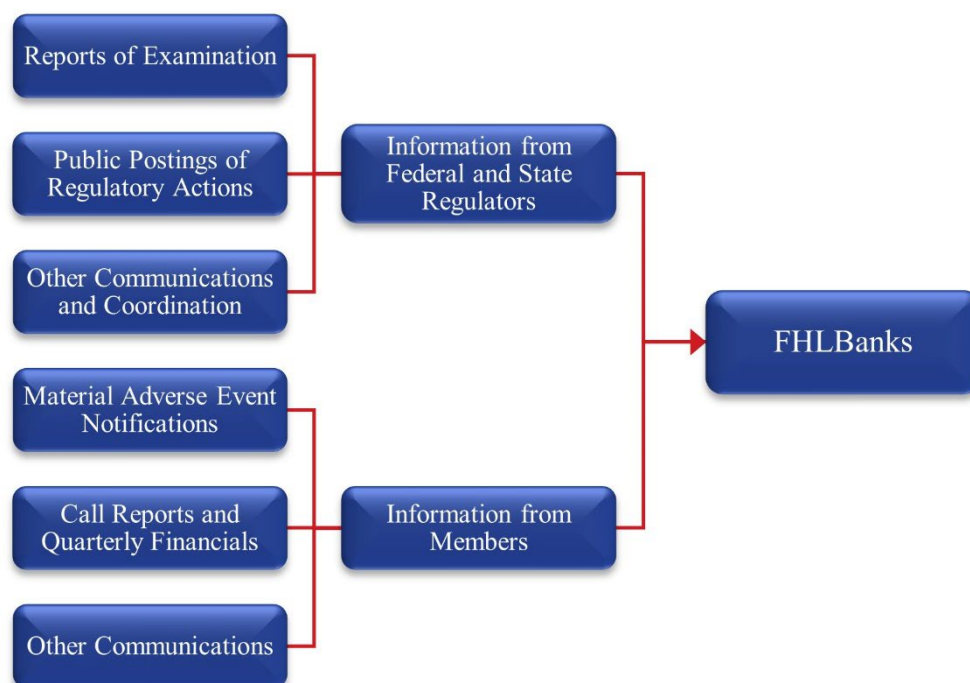 Reports of Examination
Public Postings of
Regulatory Actions
Other Communications
and Coordination
Information from
Federal and State
Regulators
Material Adverse Event
Notifications
Call Reports and
Quarterly Financials
Other Communications
Information from
Members
FHLBanks